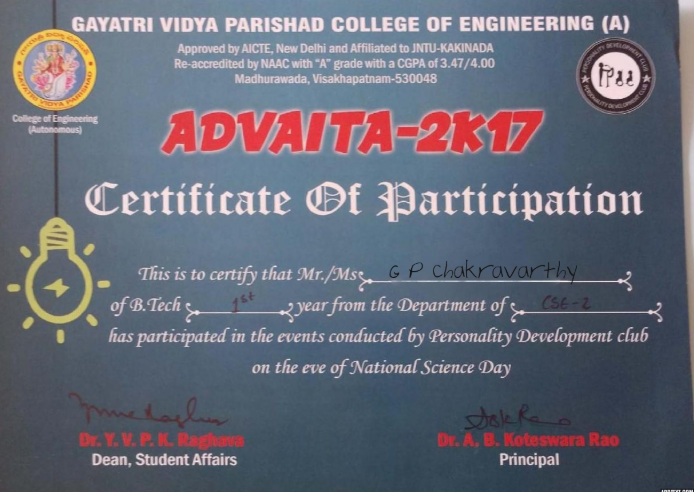 GAYATRI VIDYA PARISHAD COLLEGE OF ENGINEERING (A)
Approved by AICTE, New Delhi and Affiliated to JNTU-KAKINADA
Re-accredited by NAAC with "A" grade with a CGPA of 3.47/4.00
Madhurawada, Visakhapatnam-530048
GAYATRI VIDYA PARISHAD
College of Engineering
(Autonomous)
PERSONALITY DEVELOPMENT CLUB
PERSONALITY DEVELOPMENT CLUB
ADVAITA-2K17
Certificate Of Participation
This is to certify that Mr./Ms G P Chakravarthy
of B.Tech 1st year from the Department of CSE-2
has participated in the events conducted by Personality Development club
on the eve of National Science Day
Dr. Y. V. P. K. Raghava
Dean, Student Affairs
Dr. A. B. Koteswara Rao
Principal